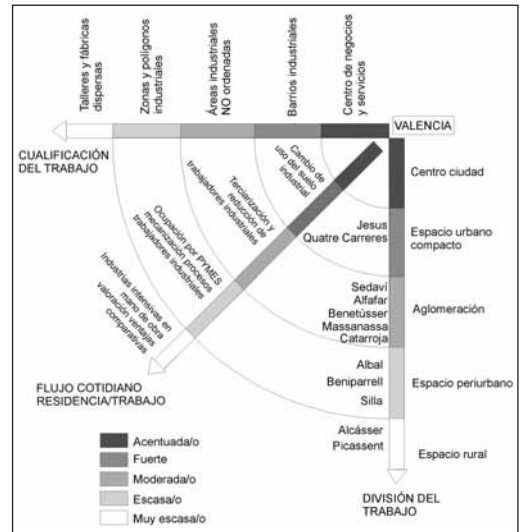 Talleres y fábricas
dispersas
Zonas y polígonos
industriales
Áreas industriales
NO ordenadas
Barrios industriales
Centro de negocios
y servicios
VALENCIA
CUALIFICACIÓN
DEL TRABAJO
Cambio de
uso del suelo
industrial
Terciarización y
reducción de
trabajadores industriales
Ocupación por PYMES
mecanización procesos
trabajadores industriales
Industrias intensivas en
mano de obra
valoración ventajas
comparativas
FLUJO COTIDIANO
RESIDENCIA/TRABAJO
Centro ciudad
Jesus
Quatre Carreres
Espacio urbano
compacto
Sedaví
Alfafar
Benetússer
Massanassa
Catarroja
Aglomeración
Albal
Beniparrell
Silla
Espacio periurbano
Alcásser
Picassent
Espacio rural
DIVISIÓN DEL
TRABAJO
Acentuada/o
Fuerte
Moderada/o
Escasa/o
Muy escasa/o